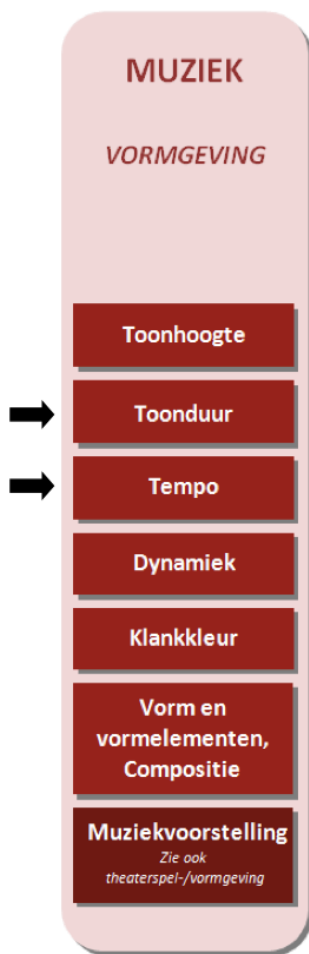 MUZIEK
VORMGEVING
Toonhoogte
Toonduur
Tempo
Dynamiek
Klankkleur
Vorm en
vormelementen,
Compositie
Muziekvoorstelling
Zie ook
theaterspel-/vormgeving